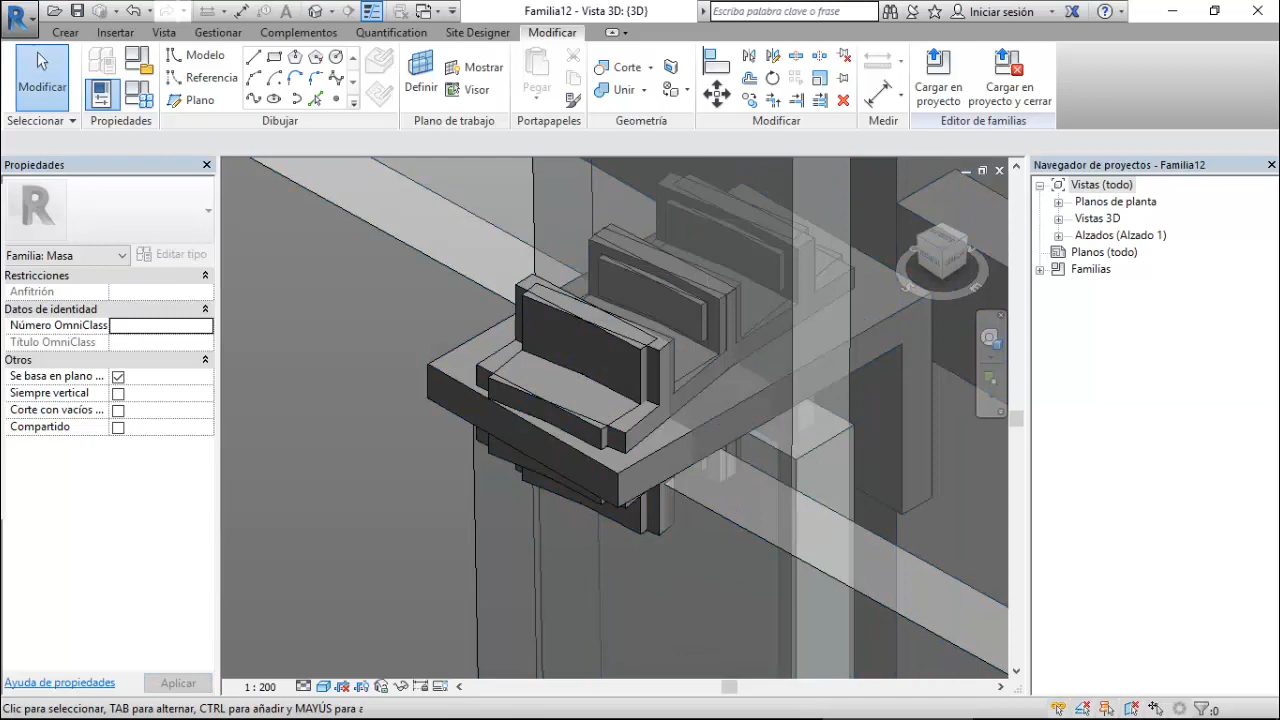 Familia12 - Vista 3D: {3D}
Escriba palabra clave o frase
Iniciar sesión
Crear Insertar Vista Gestionar Complementos Quantification Site Designer Modificar
Modificar
Modelo
Referencia
Plano
Definir
Mostrar
Visor
Pegar
Corte
Unir
Cargar en
proyecto
Cargar en
proyecto y cerrar
Seleccionar Propiedades Dibujar Plano de trabajo Portapapeles Geometría Modificar Medir Editor de familias
Propiedades
R
Familia: Masa
Editar tipo
Restricciones
Anfitrión
Datos de identidad
Número OmniClass
Título OmniClass
Otros
Se basa en plano ...
Siempre vertical
Corte con vacíos ...
Compartido
Ayuda de propiedades
Aplicar
1 : 200
Navegador de proyectos - Familia12
Vistas (todo)
Planos de planta
Vistas 3D
Alzados (Alzado 1)
Planos (todo)
Familias
Clic para seleccionar, TAB para alternar, CTRL para añadir y MAYÚS para a
:0